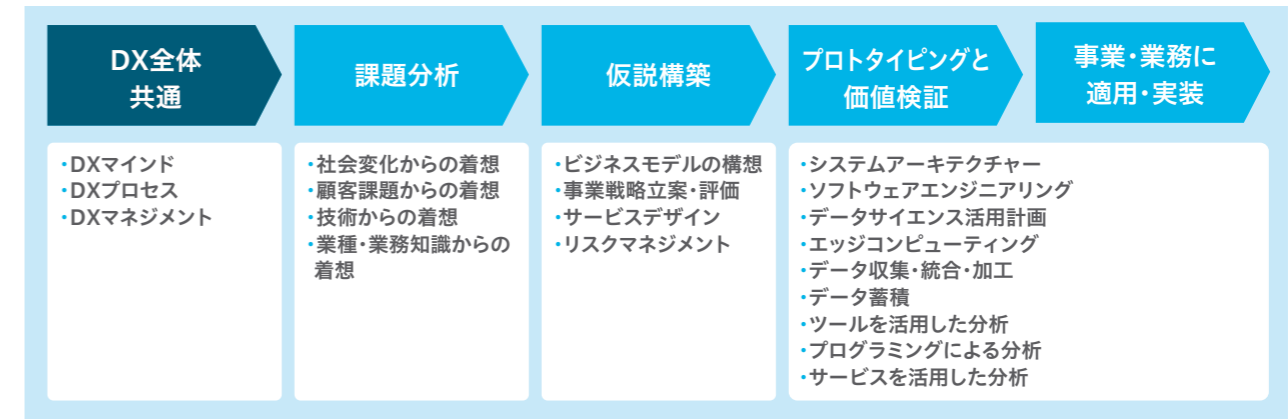 DX全体
共通
課題分析
仮説構築
プロトタイピングと
価値検証
事業・業務に
適用・実装
・DXマインド
・DXプロセス
・DXマネジメント
・社会変化からの着想
・顧客課題からの着想
・技術からの着想
・業種・業務知識からの
着想
・ビジネスモデルの構想
・事業戦略立案・評価
・サービスデザイン
・リスクマネジメント
・システムアーキテクチャー
・ソフトウェアエンジニアリング
・データサイエンス活用計画
・エッジコンピューティング
・データ収集・統合・加工
・データ蓄積
・ツールを活用した分析
・プログラミングによる分析
・サービスを活用した分析